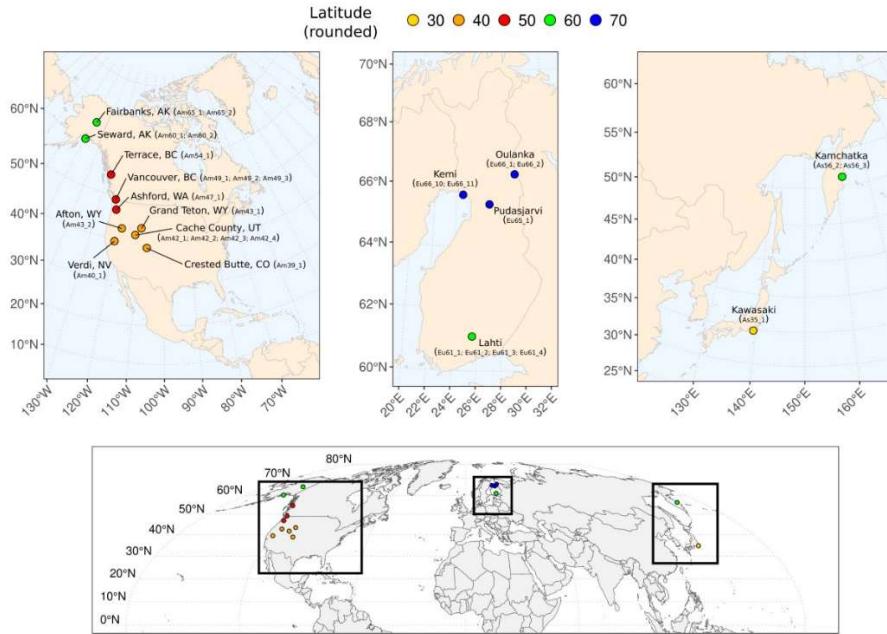 Latitude
(rounded)
30 40 50 60 70
60°N
50°N
40°N
30°N
20°N
10°N
130°W
120°W
110°W
100°W
90°W
80°W
70°W
Fairbanks, AK (Am65_1; Am65_2)
Seward, AK (Am60_1; Am60_2)
Terrace, BC (Am54_1)
Vancouver, BC (Am49_1; Am49_2; Am49_3)
Ashford, WA (Am47_1)
Afton, WY
(Am43_2)
Grand Teton, WY (Am43_1)
Cache County, UT
(Am42_1; Am42_2; Am42_3; Am42_4)
Verdi, NV
(Am40_1)
Crested Butte, CO (Am39_1)
70°N
68°N
66°N
64°N
62°N
60°N
20°E
22°E
24°E
26°E
28°E
30°E
32°E
Oulanka
(Eu66_1; Eu66_2)
Kemi
(Eu66_10; Eu66_11)
Pudasjarvi
(Eu65_1)
Lahti
(Eu61_1; Eu61_2; Eu61_3; Eu61_4)
60°N
50°N
40°N
30°N
25°N
130°E
140°E
150°E
160°E
Kamchatka
(As56_2; As56_3)
Kawasaki
(As35_1)
80°N
70°N
60°N
50°N
40°N
30°N
20°N
10°N
0°N